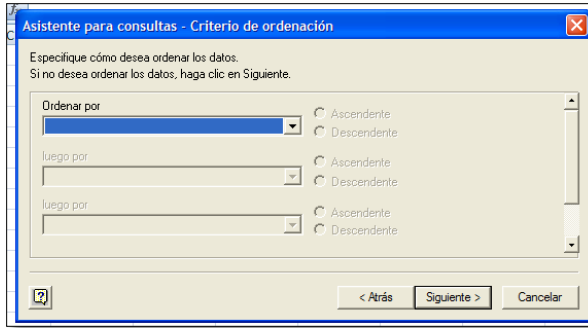 Asistente para consultas - Criterio de ordenación
Especifique cómo desea ordenar los datos.
Si no desea ordenar los datos, haga clic en Siguiente.
Ordenar por
Ascendente
Descendente
luego por
Ascendente
Descendente
luego por
Ascendente
Descendente
< Atrás
Siguiente >
Cancelar